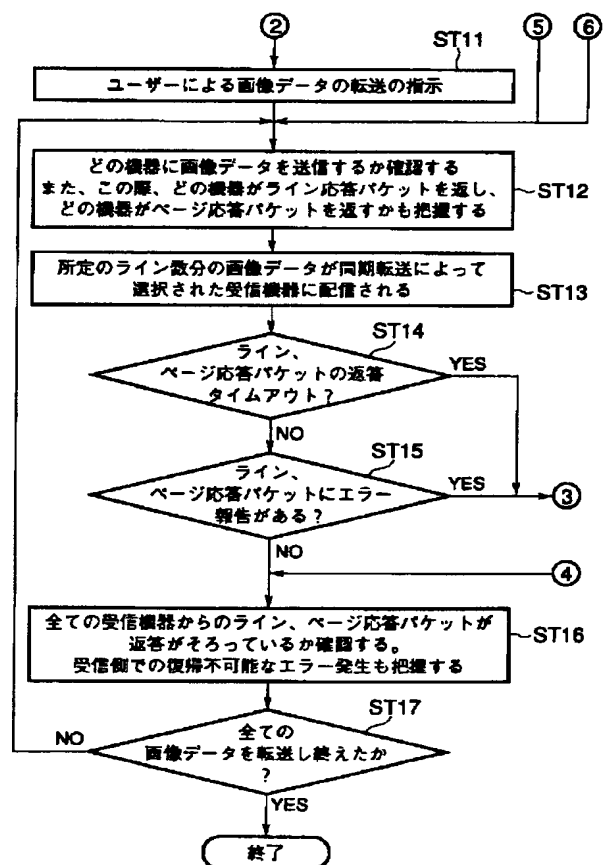 ②
ST11
⑤
⑥
ユーザーによる画像データの転送の指示
どの機器に画像データを送信するか確認する
また、この際、どの機器がライン応答パケットを返し、
どの機器がページ応答パケットを返すかも把握する
ST12
所定のライン数分の画像データが同期転送によって
選択された受信機器に配信される
ST13
ST14
ライン、
ページ応答パケットの返答
タイムアウト？
YES
NO
ST15
ライン、
ページ応答パケットにエラー
報告がある？
YES
③
NO
④
全ての受信機器からのライン、ページ応答パケットが
返答がそろっているか確認する。
受信側での復帰不可能なエラー発生も把握する
ST16
ST17
全ての
画像データを転送し終えたか
？
NO
YES
終了